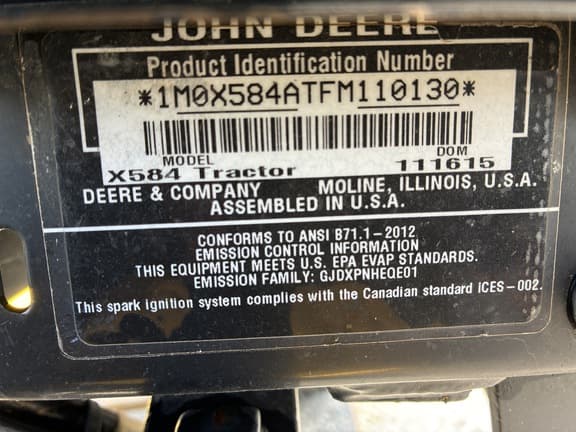 JOHN DEERE
Product Identification Number
*1M0X584ATFM110130*
MODEL DOM
X584 Tractor 111615
DEERE & COMPANY MOLINE, ILLINOIS, U.S.A.
ASSEMBLED IN U.S.A.
CONFORMS TO ANSI B71.1-2012
EMISSION CONTROL INFORMATION
THIS EQUIPMENT MEETS U.S. EPA EVAP STANDARDS.
EMISSION FAMILY: GJDXPNHEQE01
This spark ignition system complies with the Canadian standard ICES-002.